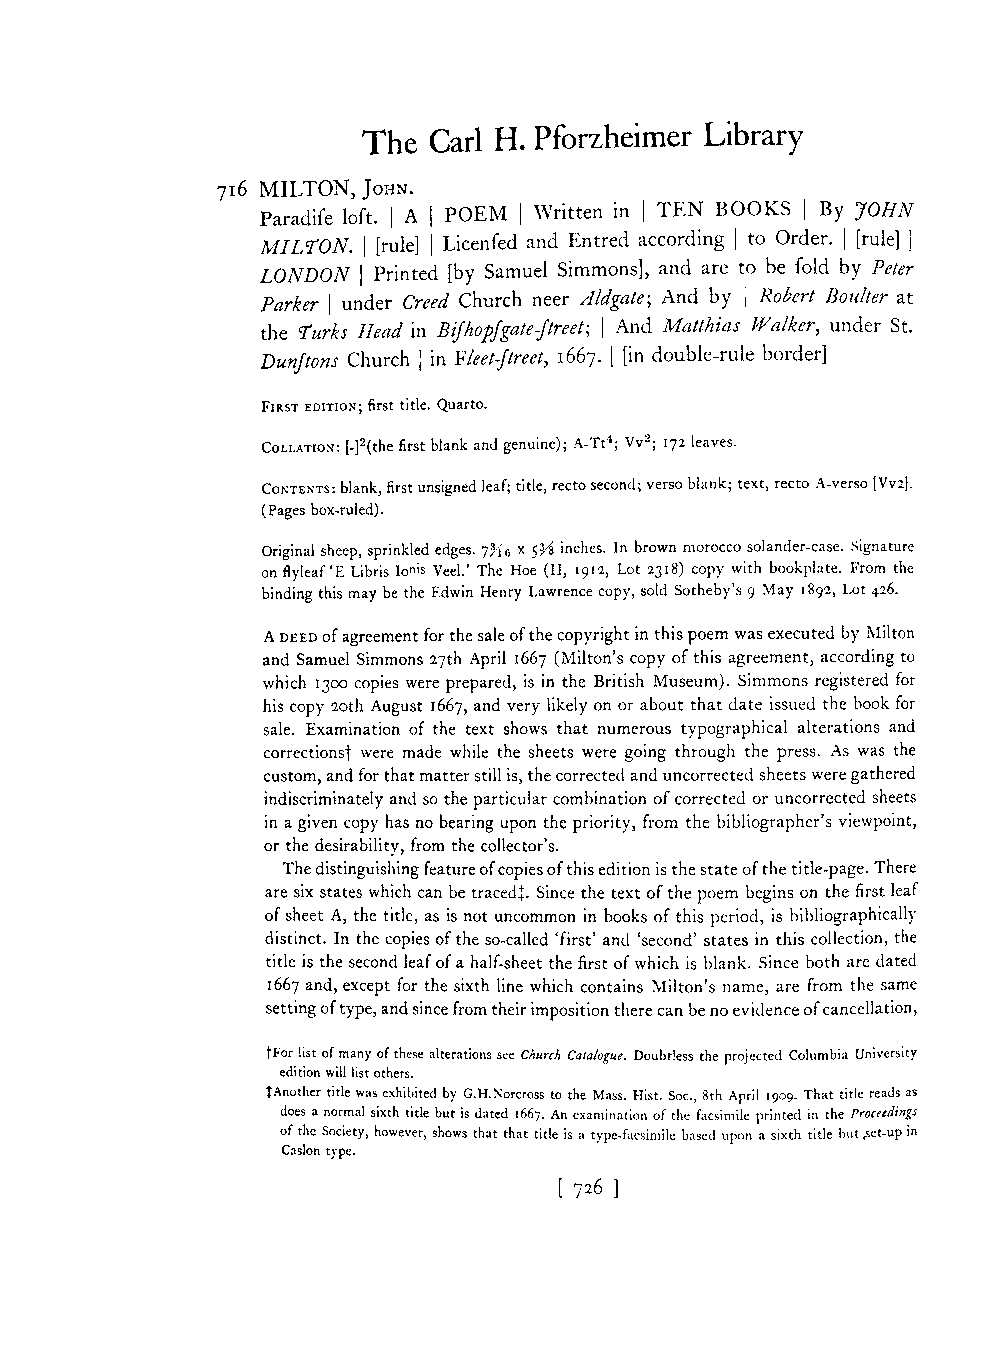 The Carl H. Pforzheimer Library
716 MILTON, JOHN.
Paradiſe loſt. | A | POEM | Written in | TEN BOOKS | By JOHN
MILTON. | [rule] | Licenſed and Entred according | to Order. | [rule] |
LONDON | Printed [by Samuel Simmons], and are to be ſold by Peter
Parker | under Creed Church neer Aldgate; And by | Robert Boulter at
the Turks Head in Biſhopſgate-ſtreet; | And Matthias Walker, under St.
Dunſtons Church | in Fleet-ſtreet, 1667. | [in double-rule border]
FIRST EDITION; first title. Quarto.
COLLATION: [-]²(the first blank and genuine); A-Tt⁴; Vv²; 172 leaves.
CONTENTS: blank, first unsigned leaf; title, recto second; verso blank; text, recto A-verso [Vv2].
(Pages box-ruled).
Original sheep, sprinkled edges. 7 3/16 x 5 3/8 inches. In brown morocco solander-case. Signature
on flyleaf 'E Libris Ionis Veel.' The Hoe (II, 1912, Lot 2318) copy with bookplate. From the
binding this may be the Edwin Henry Lawrence copy, sold Sotheby's 9 May 1892, Lot 426.
A DEED of agreement for the sale of the copyright in this poem was executed by Milton
and Samuel Simmons 27th April 1667 (Milton's copy of this agreement, according to
which 1300 copies were prepared, is in the British Museum). Simmons registered for
his copy 20th August 1667, and very likely on or about that date issued the book for
sale. Examination of the text shows that numerous typographical alterations and
corrections† were made while the sheets were going through the press. As was the
custom, and for that matter still is, the corrected and uncorrected sheets were gathered
indiscriminately and so the particular combination of corrected or uncorrected sheets
in a given copy has no bearing upon the priority, from the bibliographer's viewpoint,
or the desirability, from the collector's.
The distinguishing feature of copies of this edition is the state of the title-page. There
are six states which can be traced‡. Since the text of the poem begins on the first leaf
of sheet A, the title, as is not uncommon in books of this period, is bibliographically
distinct. In the copies of the so-called 'first' and 'second' states in this collection, the
title is the second leaf of a half-sheet the first of which is blank. Since both are dated
1667 and, except for the sixth line which contains Milton's name, are from the same
setting of type, and since from their imposition there can be no evidence of cancellation,
†For list of many of these alterations see Church Catalogue. Doubtless the projected Columbia University
edition will list others.
‡Another title was exhibited by G.H.Norcross to the Mass. Hist. Soc., 8th April 1909. That title reads as
does a normal sixth title but is dated 1667. An examination of the facsimile printed in the Proceedings
of the Society, however, shows that that title is a type-facsimile based upon a sixth title but set-up in
Caslon type.
[ 726 ]